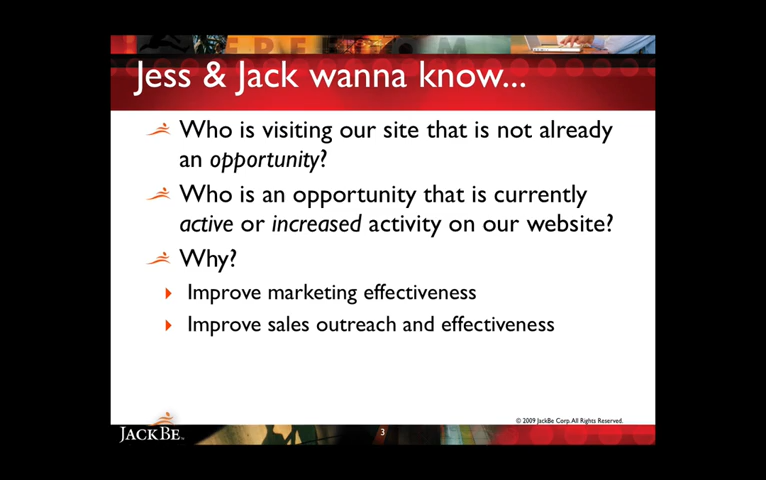 FREEDOM
Jess & Jack wanna know...
Who is visiting our site that is not already
an opportunity?
Who is an opportunity that is currently
active or increased activity on our website?
Why?
Improve marketing effectiveness
Improve sales outreach and effectiveness
© 2009 JackBe Corp. All Rights Reserved.
JACKBE
3